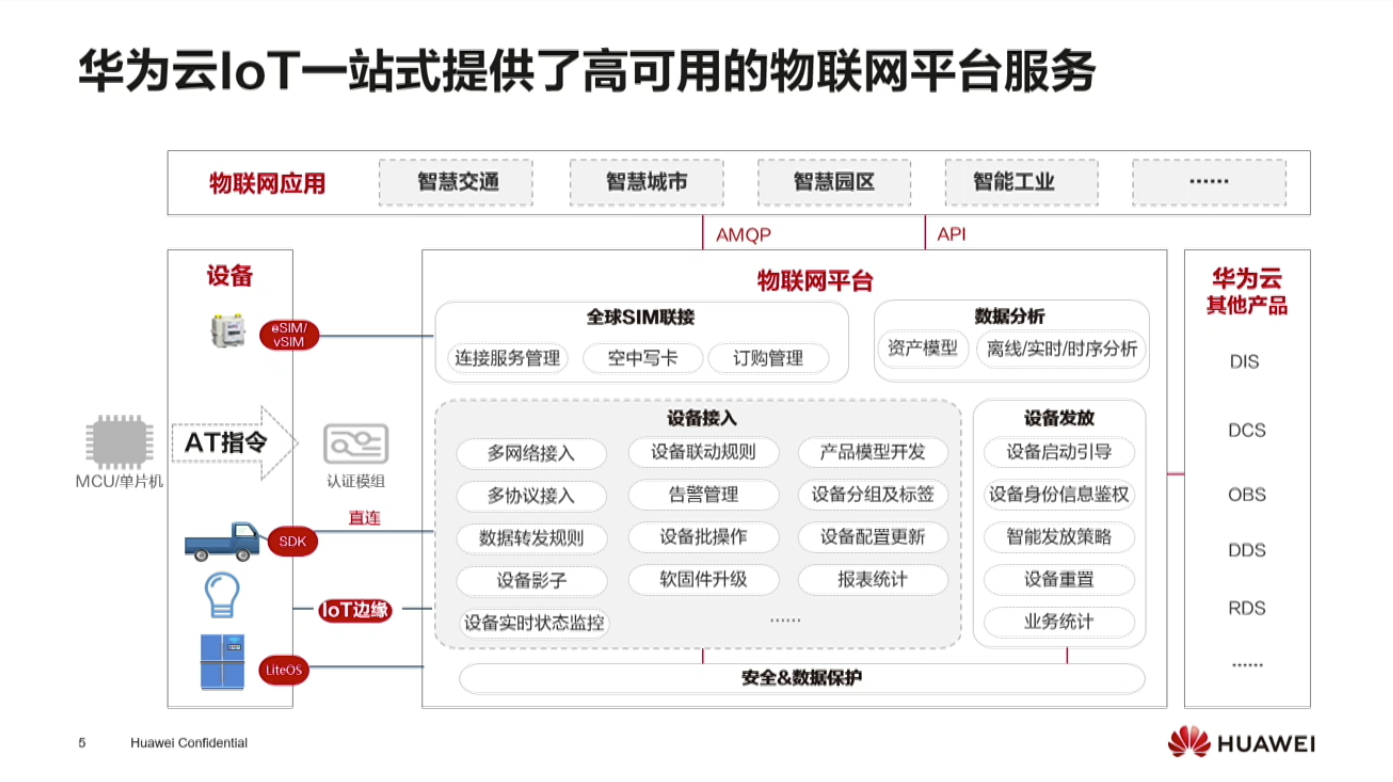 华为云IoT一站式提供了高可用的物联网平台服务
物联网应用
智慧交通
智慧城市
智慧园区
智能工业
······
AMQP
API
设备
eSIM/
vSIM
MCU/单片机
AT指令
认证模组
直连
SDK
IoT边缘
LiteOS
物联网平台
全球SIM联接
连接服务管理
空中写卡
订购管理
数据分析
资产模型
离线/实时/时序分析
设备接入
多网络接入
设备联动规则
产品模型开发
多协议接入
告警管理
设备分组及标签
数据转发规则
设备批操作
设备配置更新
设备影子
软固件升级
报表统计
设备实时状态监控
······
设备发放
设备启动引导
设备身份信息鉴权
智能发放策略
设备重置
业务统计
安全&数据保护
华为云
其他产品
DIS
DCS
OBS
DDS
RDS
······
5
Huawei Confidential
HUAWEI